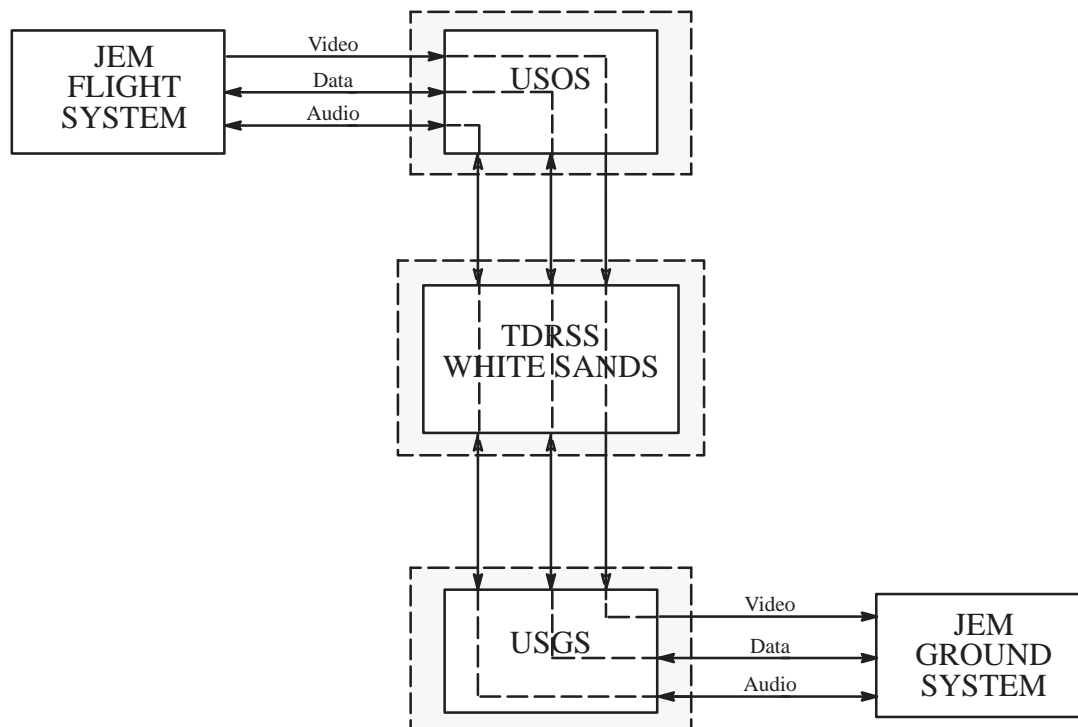 JEM
FLIGHT
SYSTEM
Video
Data
Audio
USOS
TDRSS
WHITE SANDS
USGS
Video
Data
Audio
JEM
GROUND
SYSTEM